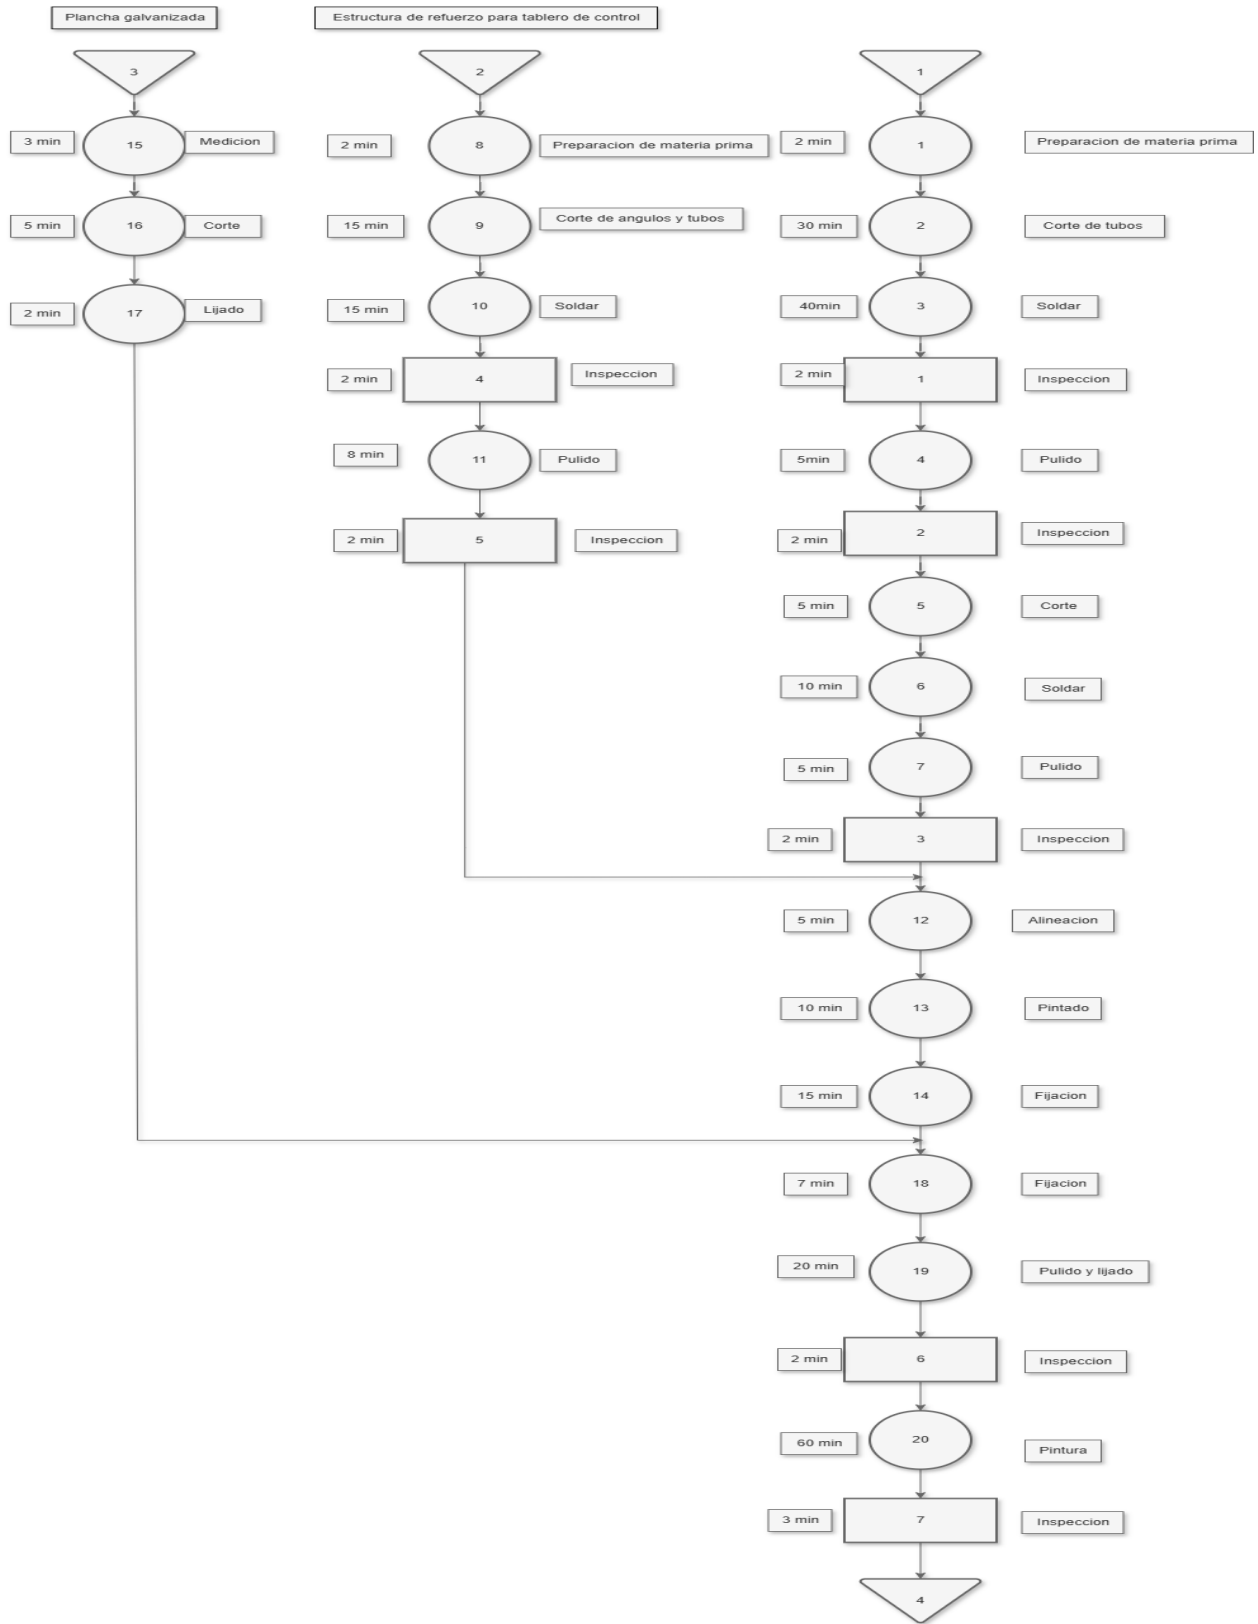 Plancha galvanizada
Estructura de refuerzo para tablero de control
3
2
1
3 min
15
Medicion
2 min
8
Preparacion de materia prima
2 min
1
Preparacion de materia prima
5 min
16
Corte
15 min
9
Corte de angulos y tubos
30 min
2
Corte de tubos
2 min
17
Lijado
15 min
10
Soldar
40min
3
Soldar
2 min
4
Inspeccion
2 min
1
Inspeccion
8 min
11
Pulido
5min
4
Pulido
2 min
5
Inspeccion
2 min
2
Inspeccion
5 min
5
Corte
10 min
6
Soldar
5 min
7
Pulido
2 min
3
Inspeccion
5 min
12
Alineacion
10 min
13
Pintado
15 min
14
Fijacion
7 min
18
Fijacion
20 min
19
Pulido y lijado
2 min
6
Inspeccion
60 min
20
Pintura
3 min
7
Inspeccion
4